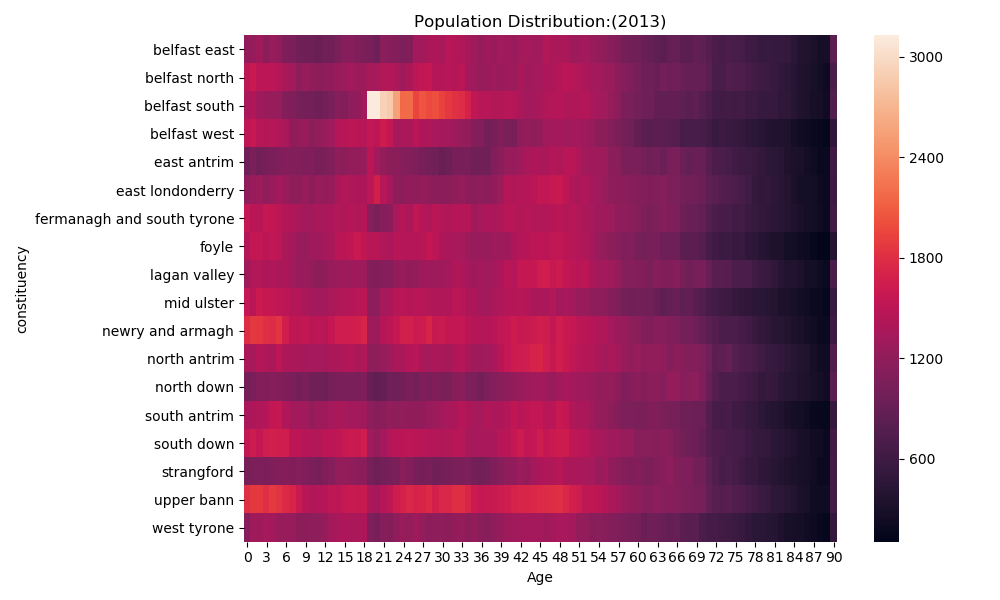 Population Distribution:(2013)
constituency
belfast east
belfast north
belfast south
belfast west
east antrim
east londonderry
fermanagh and south tyrone
foyle
lagan valley
mid ulster
newry and armagh
north antrim
north down
south antrim
south down
strangford
upper bann
west tyrone
0 3 6 9 12 15 18 21 24 27 30 33 36 39 42 45 48 51 54 57 60 63 66 69 72 75 78 81 84 87 90
Age
3000
2400
1800
1200
600